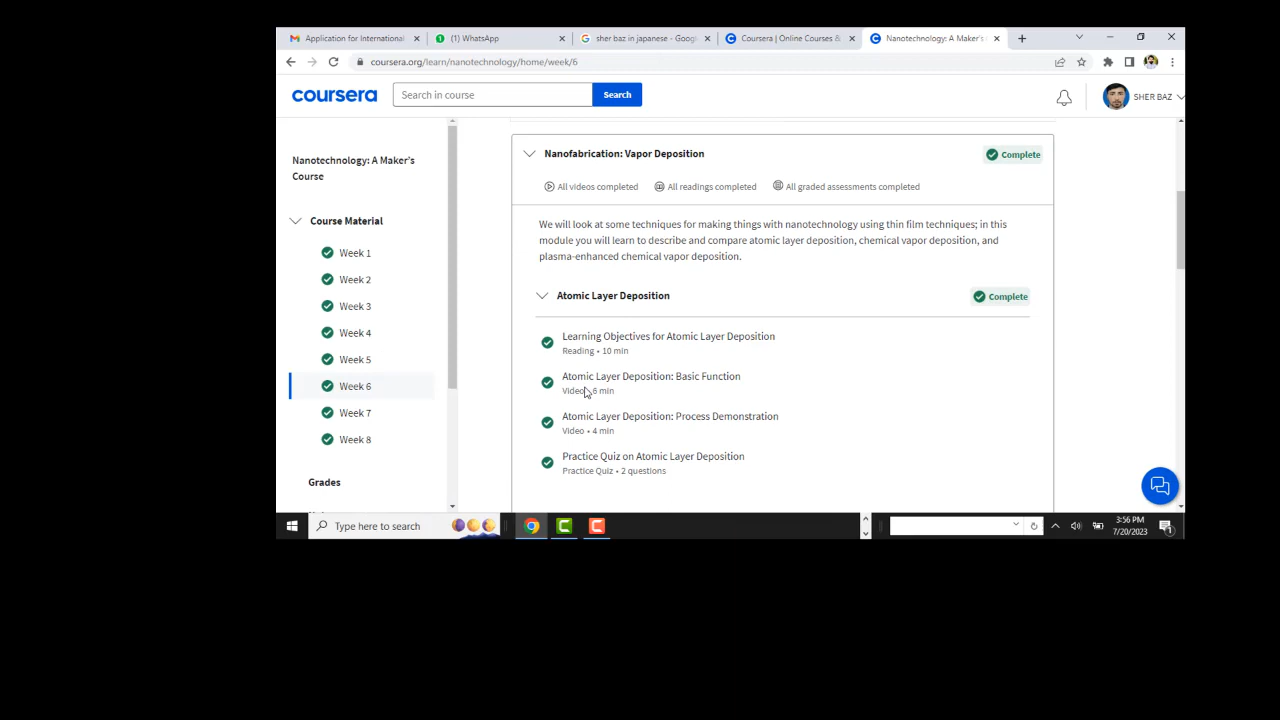 Application for International
(1) WhatsApp
sher baz in japanese - Goog
Coursera | Online Courses &
Nanotechnology: A Maker's
coursera.org/learn/nanotechnology/home/week/6
coursera
Search in course
Search
SHER BAZ
Nanotechnology: A Maker's
Course
Course Material
Week 1
Week 2
Week 3
Week 4
Week 5
Week 6
Week 7
Week 8
Grades
Nanofabrication: Vapor Deposition
Complete
All videos completed
All readings completed
All graded assessments completed
We will look at some techniques for making things with nanotechnology using thin film techniques; in this
module you will learn to describe and compare atomic layer deposition, chemical vapor deposition, and
plasma-enhanced chemical vapor deposition.
Atomic Layer Deposition
Complete
Learning Objectives for Atomic Layer Deposition
Reading • 10 min
Atomic Layer Deposition: Basic Function
Video • 6 min
Atomic Layer Deposition: Process Demonstration
Video • 4 min
Practice Quiz on Atomic Layer Deposition
Practice Quiz • 2 questions
Type here to search
3:56 PM
7/20/2023
1